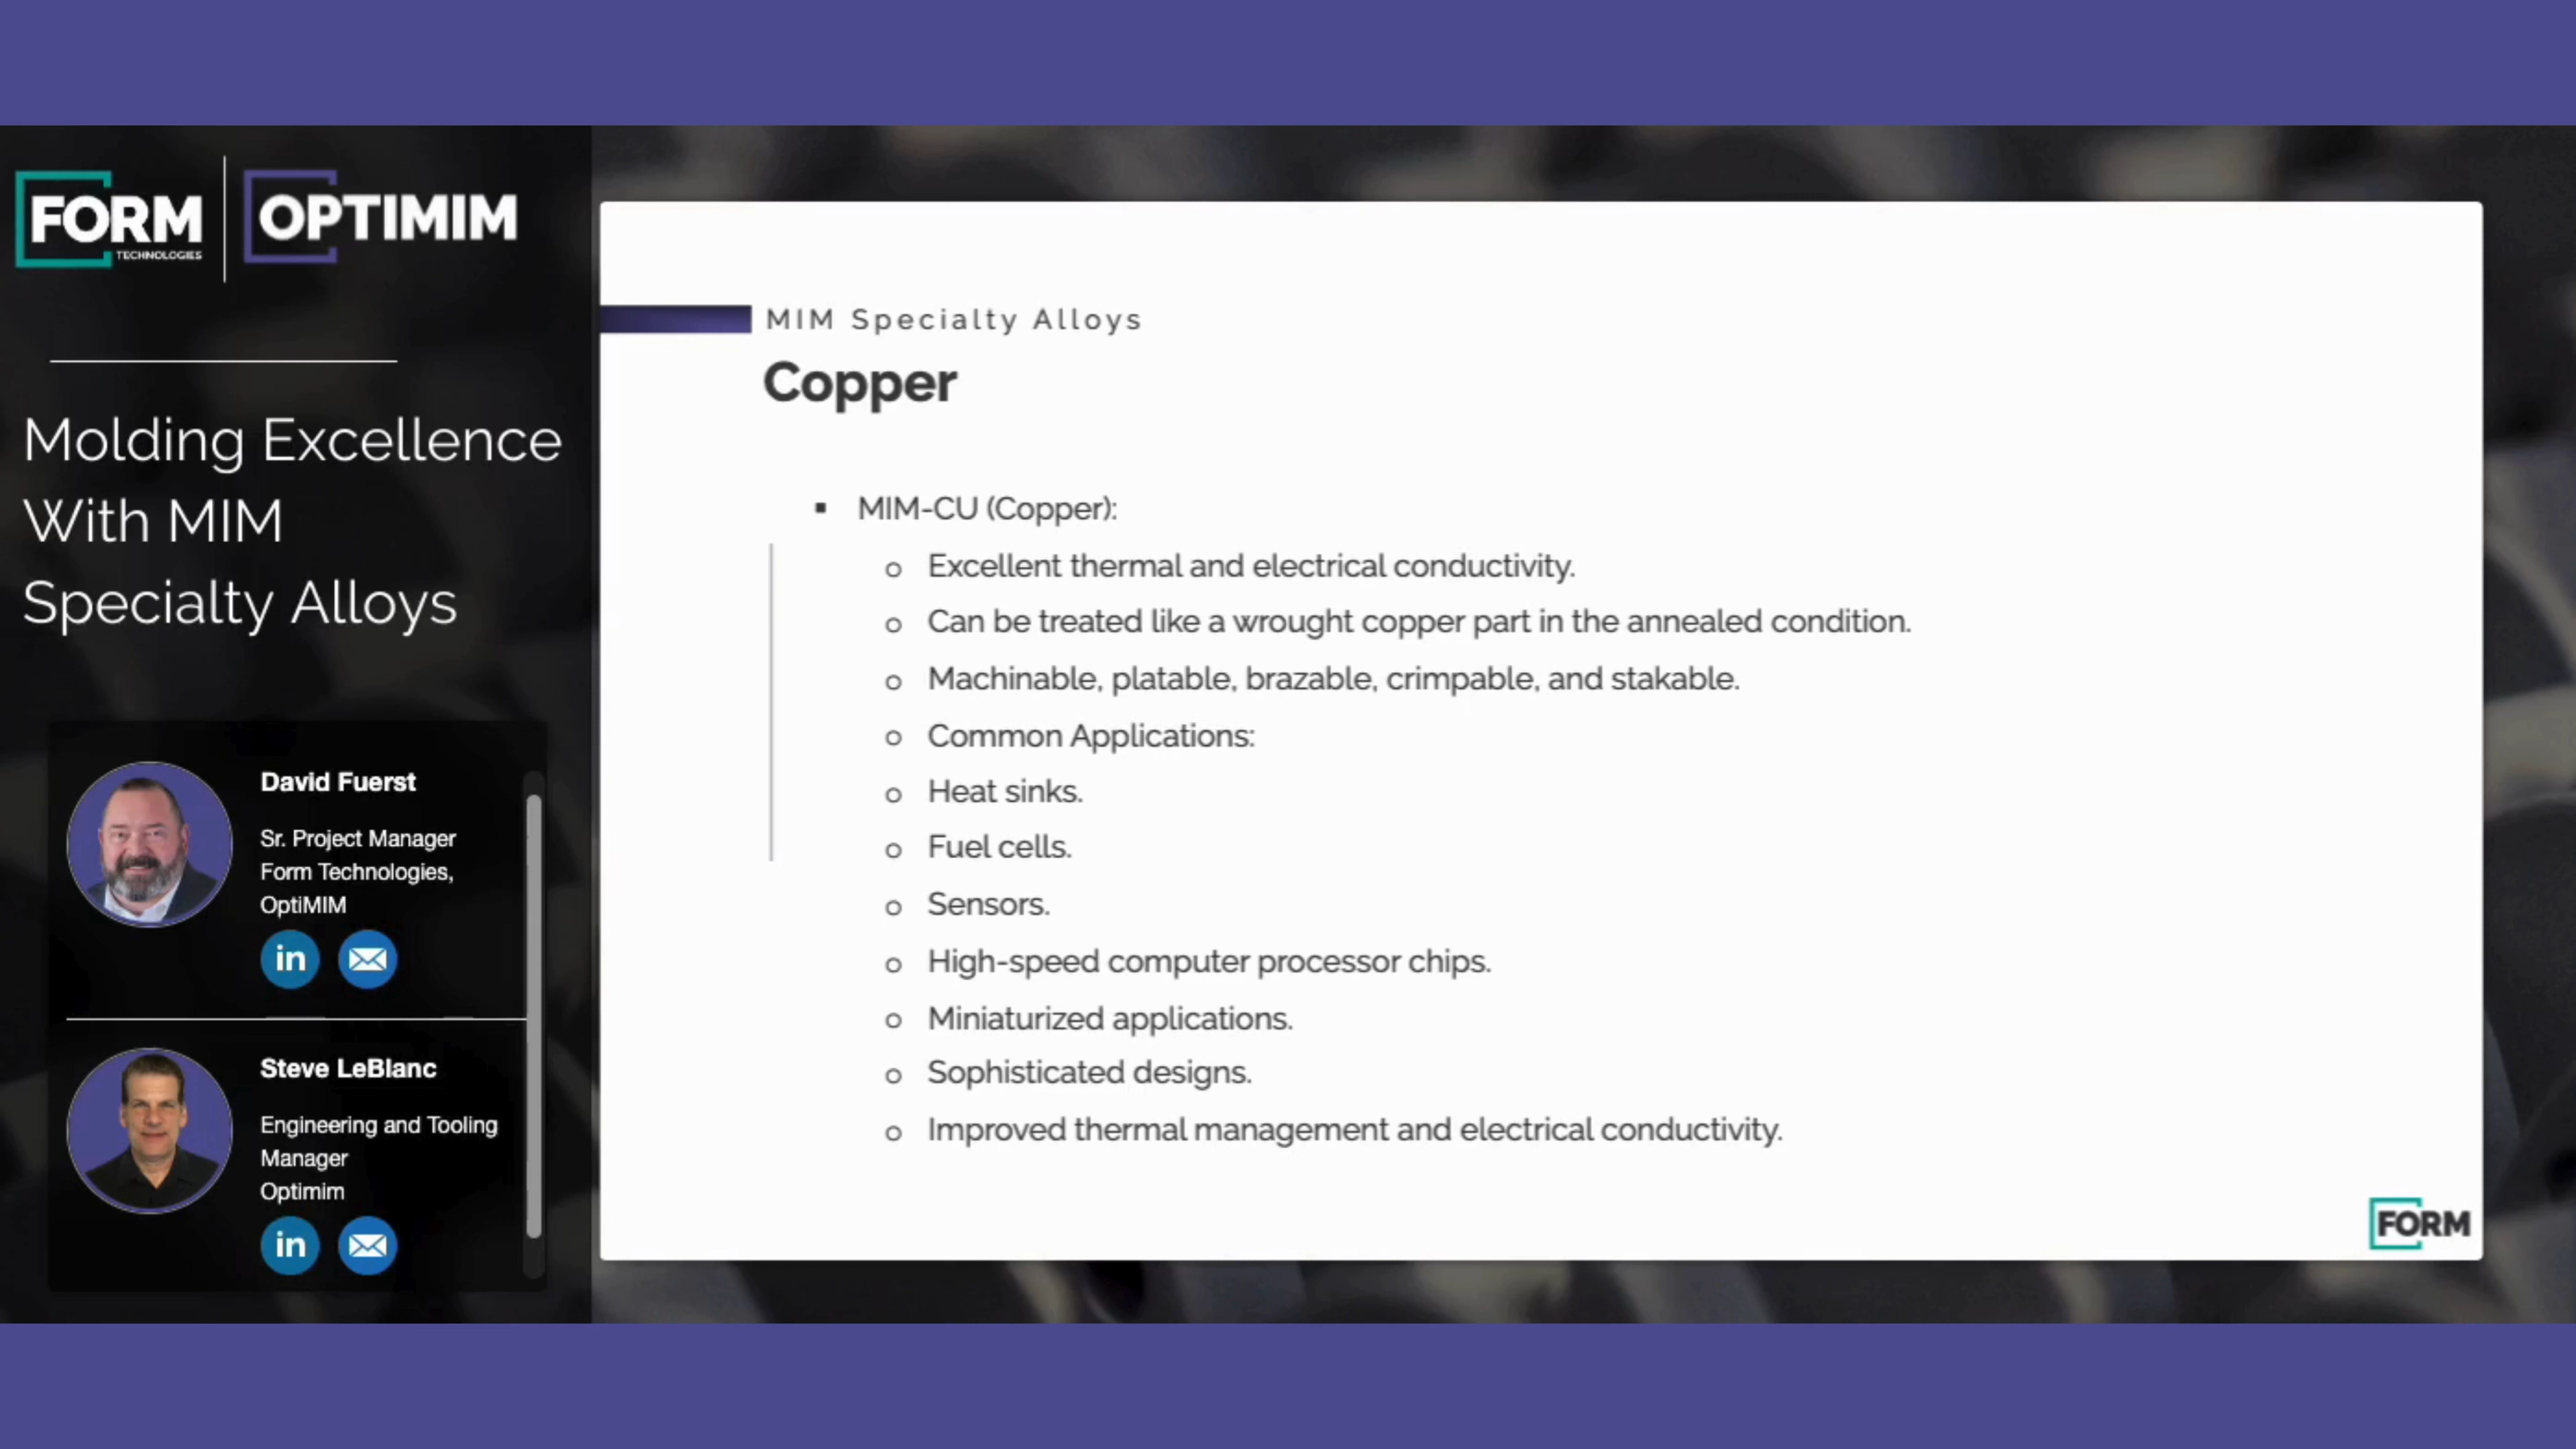 FORM
TECHNOLOGIES
OPTIMIM
Molding Excellence
With MIM
Specialty Alloys
David Fuerst
Sr. Project Manager
Form Technologies,
OptiMIM
in
Steve LeBlanc
Engineering and Tooling
Manager
Optimim
in
MIM Specialty Alloys
Copper
▪ MIM-CU (Copper):
o Excellent thermal and electrical conductivity.
o Can be treated like a wrought copper part in the annealed condition.
o Machinable, platable, brazable, crimpable, and stakable.
o Common Applications:
o Heat sinks.
o Fuel cells.
o Sensors.
o High-speed computer processor chips.
o Miniaturized applications.
o Sophisticated designs.
o Improved thermal management and electrical conductivity.
FORM